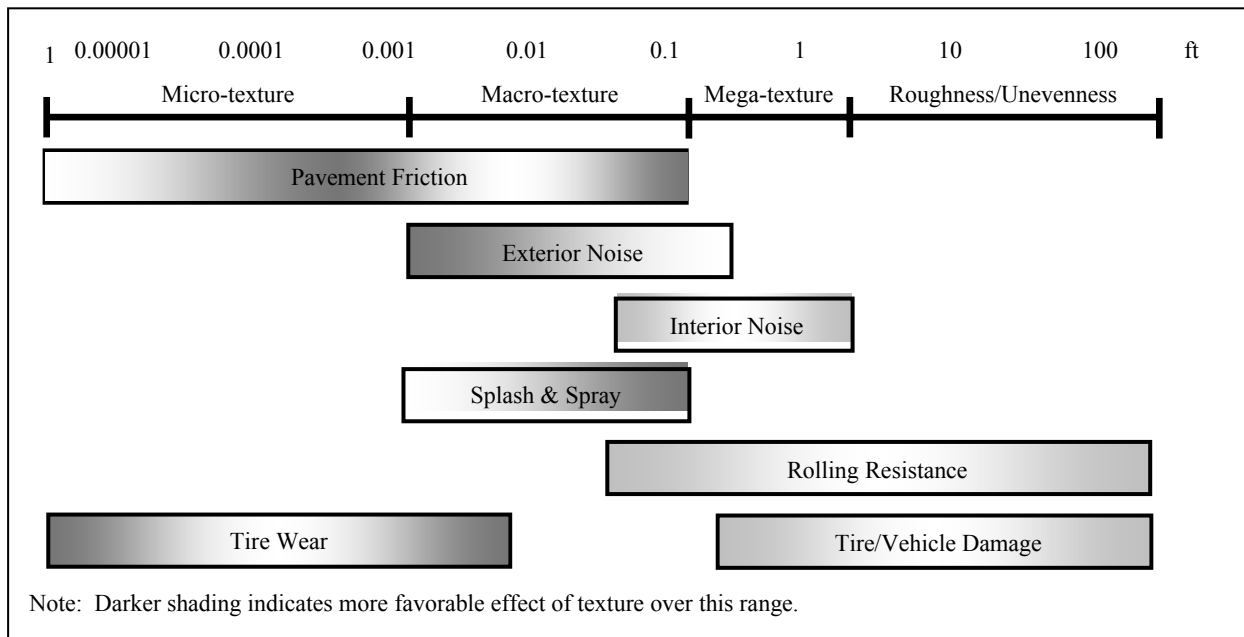 1 0.00001 0.0001 0.001 0.01 0.1 1 10 100 ft
Micro-texture Macro-texture Mega-texture Roughness/Unevenness
Pavement Friction
Exterior Noise
Interior Noise
Splash & Spray
Rolling Resistance
Tire Wear Tire/Vehicle Damage
Note: Darker shading indicates more favorable effect of texture over this range.